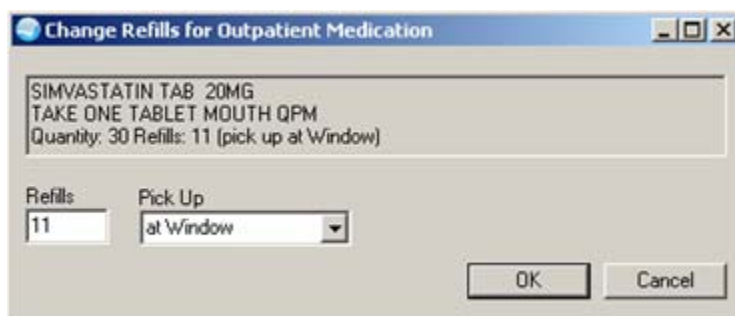 Change Refills for Outpatient Medication
SIMVASTATIN TAB 20MG
TAKE ONE TABLET MOUTH QPM
Quantity: 30 Refills: 11 (pick up at Window)
Refills Pick Up
11 at Window
OK Cancel